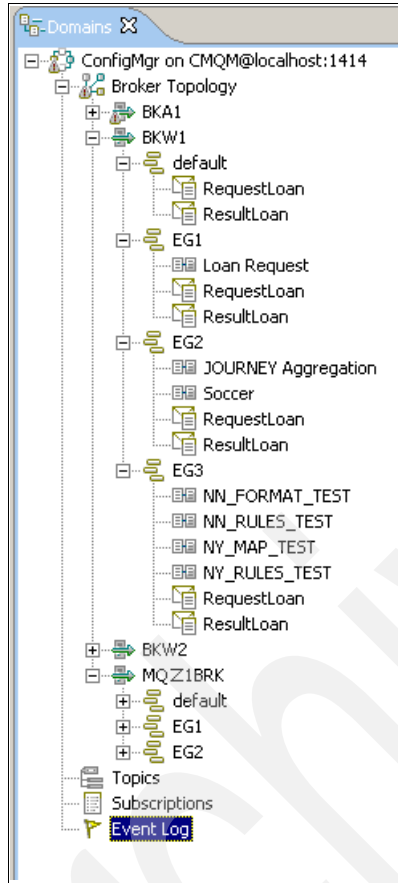 Domains
ConfigMgr on CMQM@localhost:1414
Broker Topology
BKA1
BKW1
default
RequestLoan
ResultLoan
EG1
Loan Request
RequestLoan
ResultLoan
EG2
JOURNEY Aggregation
Soccer
RequestLoan
ResultLoan
EG3
NN_FORMAT_TEST
NN_RULES_TEST
NY_MAP_TEST
NY_RULES_TEST
RequestLoan
ResultLoan
BKW2
MQZ1BRK
default
EG1
EG2
Topics
Subscriptions
Event Log